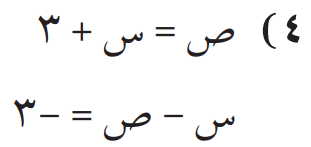 ٤) ص = س + ٣
س − ص = −٣